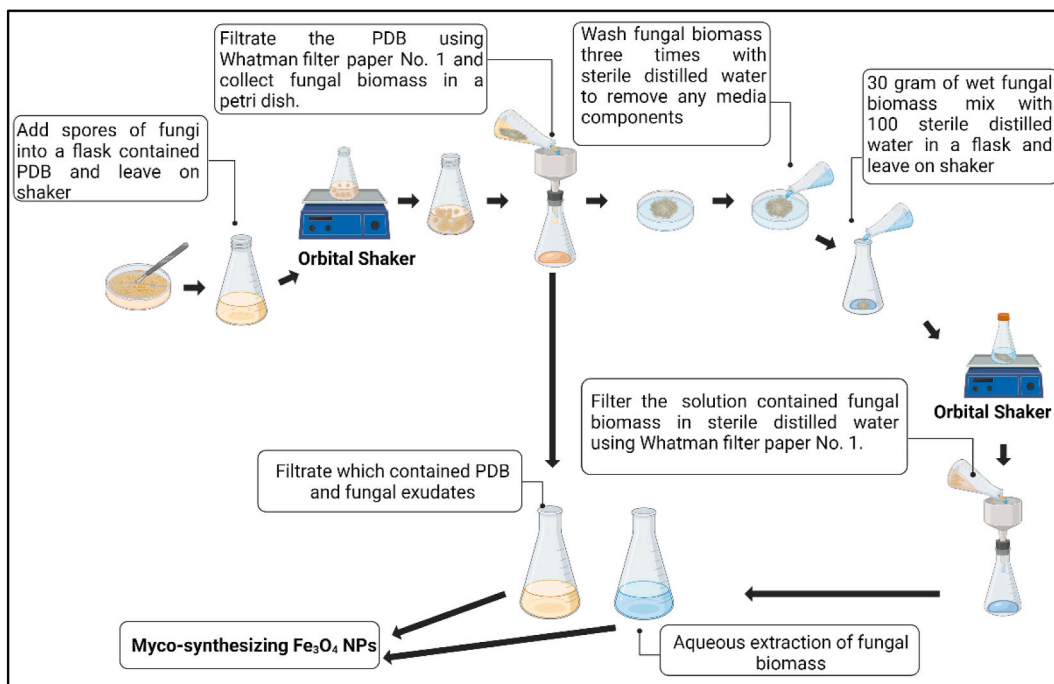 Filtrate the PDB using
Whatman filter paper No. 1 and
collect fungal biomass in a
petri dish.
Wash fungal biomass
three times with
sterile distilled water
to remove any media
components
30 gram of wet fungal
biomass mix with
100 sterile distilled
water in a flask and
leave on shaker
Add spores of fungi
into a flask contained
PDB and leave on
shaker
Orbital Shaker
Orbital Shaker
Filter the solution contained fungal
biomass in sterile distilled water
using Whatman filter paper No. 1.
Filtrate which contained PDB
and fungal exudates
Myco-synthesizing Fe₃O₄ NPs
Aqueous extraction of fungal
biomass